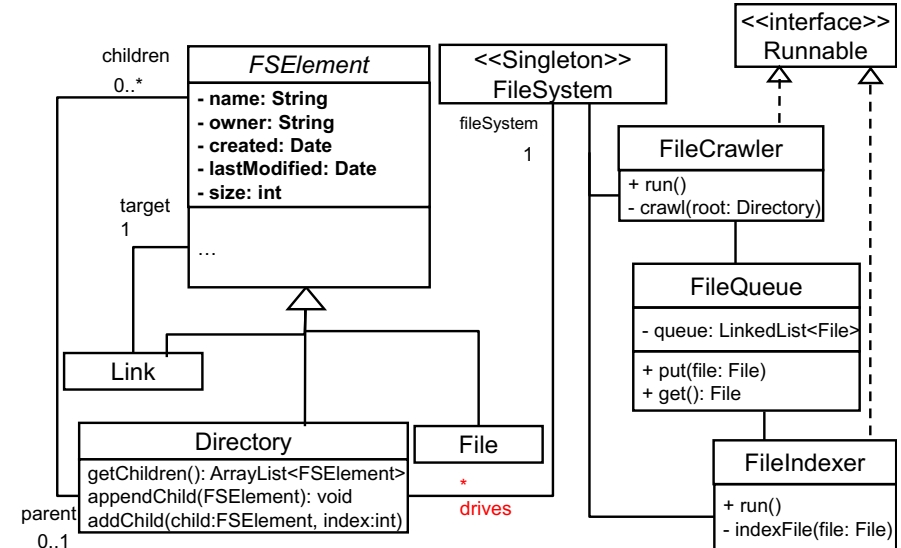 <<interface>>
Runnable
children
0..*
FSElement
- name: String
- owner: String
- created: Date
- lastModified: Date
- size: int
...
<<Singleton>>
FileSystem
fileSystem
1
target
1
FileCrawler
+ run()
- crawl(root: Directory)
FileQueue
- queue: LinkedList<File>
+ put(file: File)
+ get(): File
Link
Directory
getChildren(): ArrayList<FSElement>
appendChild(FSElement): void
addChild(child:FSElement, index:int)
File
*
drives
parent
0..1
FileIndexer
+ run()
- indexFile(file: File)